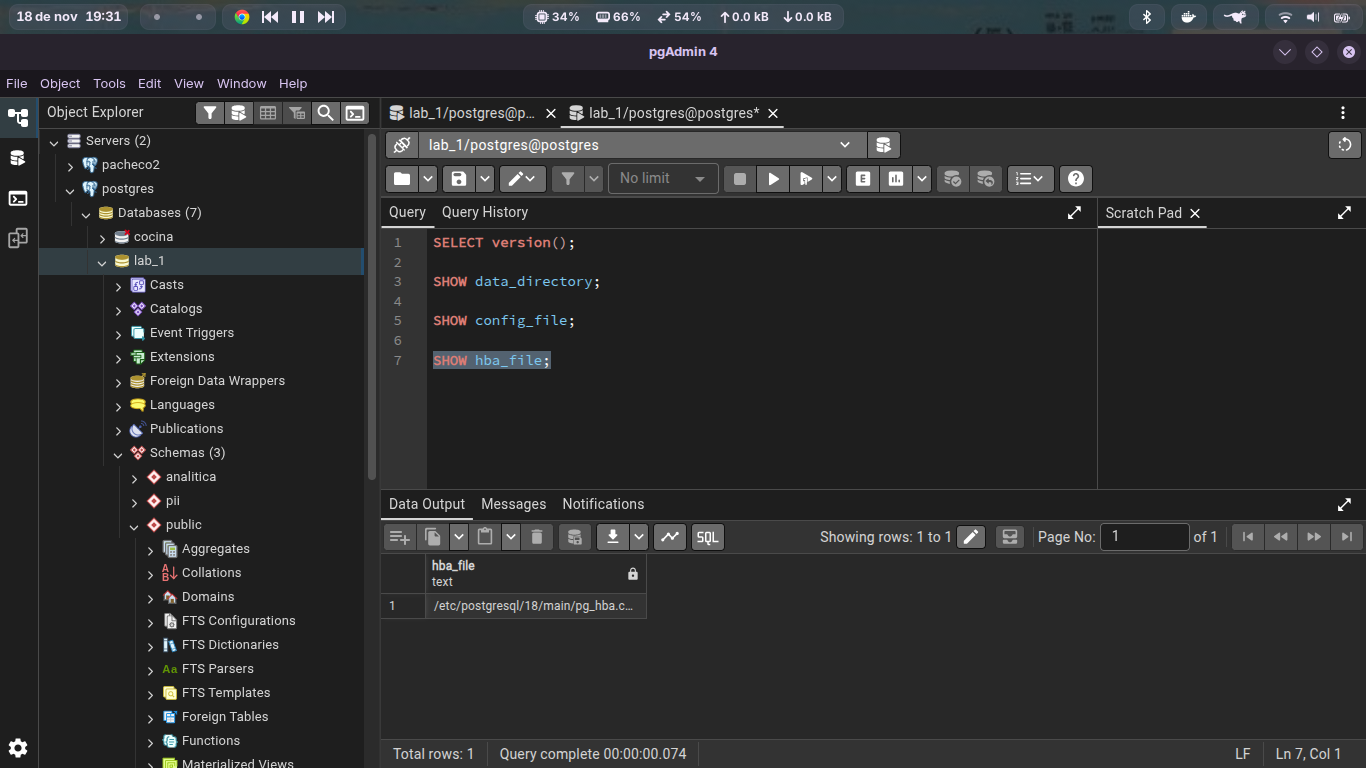 18 de nov 19:31
34% 66% 54% ↑0.0 kB ↓0.0 kB
pgAdmin 4
File Object Tools Edit View Window Help
Object Explorer
Servers (2)
pacheco2
postgres
Databases (7)
cocina
lab_1
Casts
Catalogs
Event Triggers
Extensions
Foreign Data Wrappers
Languages
Publications
Schemas (3)
analitica
pii
public
Aggregates
Collations
Domains
FTS Configurations
FTS Dictionaries
Aa FTS Parsers
FTS Templates
Foreign Tables
Functions
Materialized Views
lab_1/postgres@p... lab_1/postgres@postgres*
lab_1/postgres@postgres
No limit E
Query Query History
1 SELECT version();
2
3 SHOW data_directory;
4
5 SHOW config_file;
6
7 SHOW hba_file;
Scratch Pad
Data Output Messages Notifications
SQL Showing rows: 1 to 1 Page No: 1 of 1
hba_file
text
1 /etc/postgresql/18/main/pg_hba.c...
Total rows: 1 Query complete 00:00:00.074 LF Ln 7, Col 1